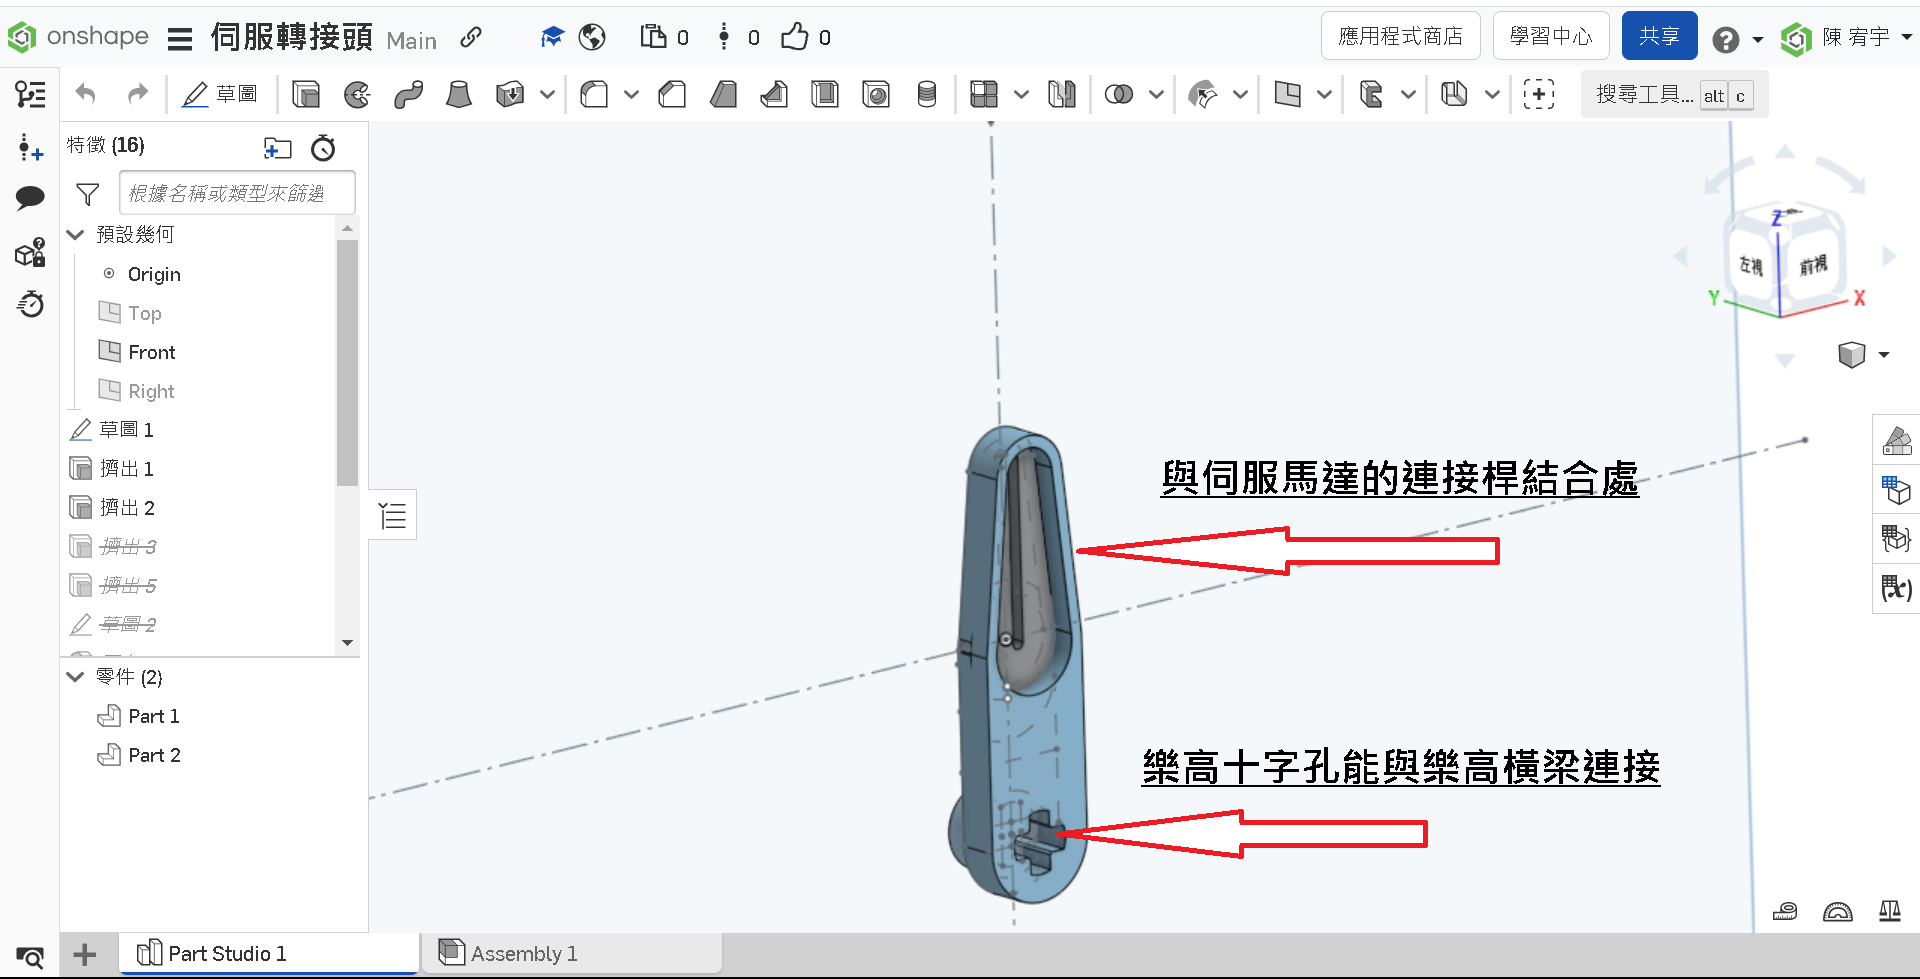 onshape
伺服轉接頭 Main
0
0
0
應用程式商店
學習中心
共享
陳 宥宇
草圖
搜尋工具... alt c
特徵 (16)
根據名稱或類型來篩選
預設幾何
Origin
Top
Front
Right
草圖 1
擠出 1
擠出 2
擠出 3
擠出 5
草圖 2
零件 (2)
Part 1
Part 2
與伺服馬達的連接桿結合處
樂高十字孔能與樂高橫梁連接
Z
左視
前視
Y
X
(x)
Part Studio 1
Assembly 1